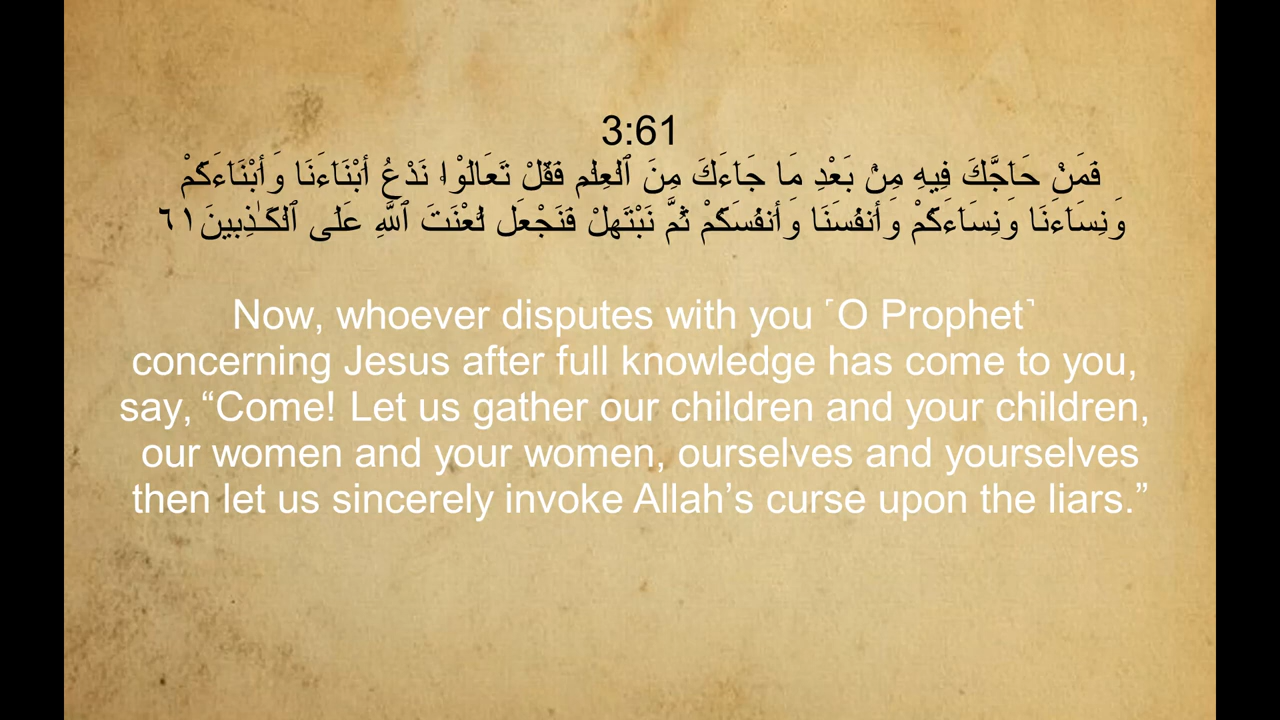 3:61
فَمَنْ حَآجَّكَ فِيهِ مِنۢ بَعْدِ مَا جَآءَكَ مِنَ ٱلْعِلْمِ فَقُلْ تَعَالَوْا۟ نَدْعُ أَبْنَآءَنَا وَأَبْنَآءَكُمْ
وَنِسَآءَنَا وَنِسَآءَكُمْ وَأَنفُسَنَا وَأَنفُسَكُمْ ثُمَّ نَبْتَهِلْ فَنَجْعَل لَّعْنَتَ ٱللَّهِ عَلَى ٱلْكَـٰذِبِينَ ٦١
Now, whoever disputes with you ˹O Prophet˺
concerning Jesus after full knowledge has come to you,
say, “Come! Let us gather our children and your children,
our women and your women, ourselves and yourselves
then let us sincerely invoke Allah’s curse upon the liars.”